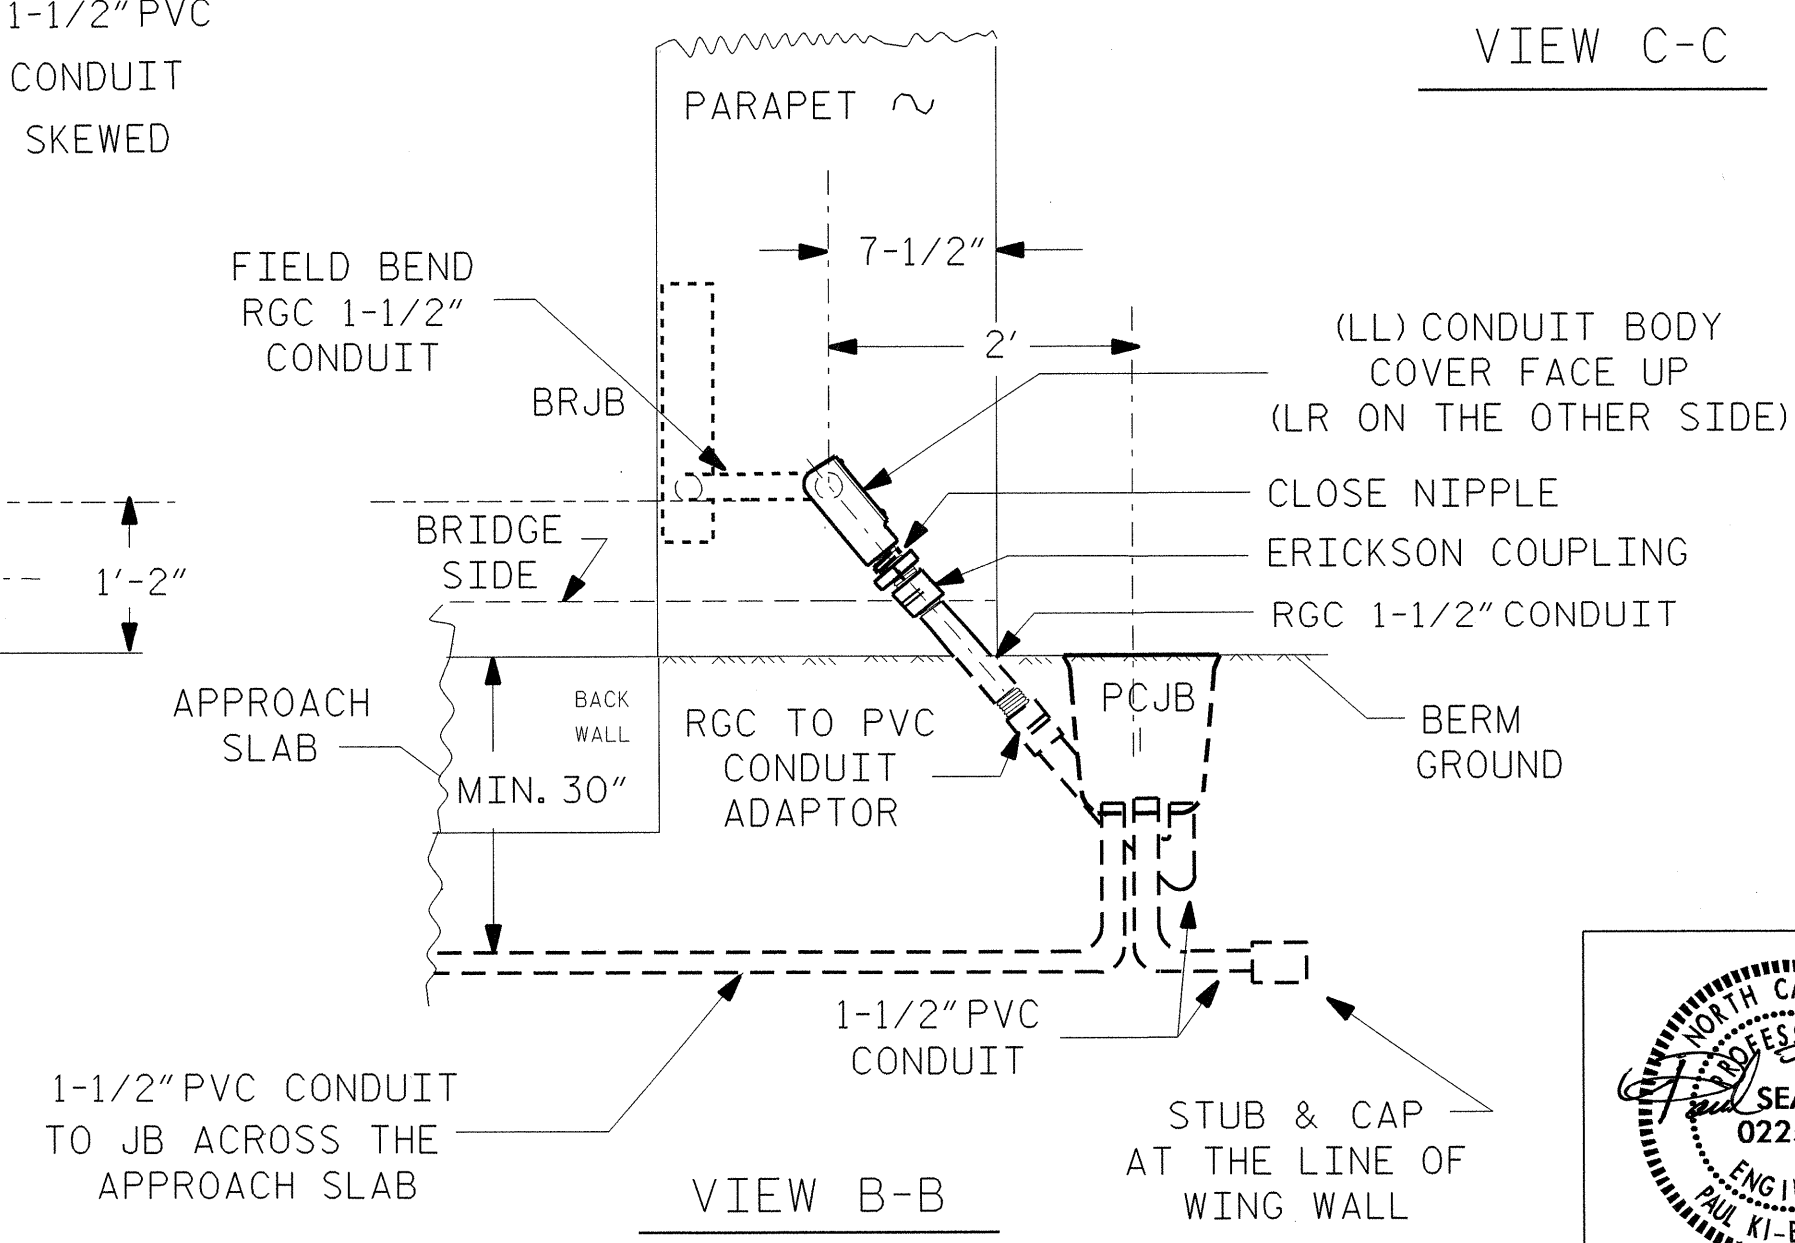 1-1/2" PVC
CONDUIT
SKEWED
VIEW C-C
PARAPET
7-1/2"
2'
FIELD BEND
RGC 1-1/2"
CONDUIT
BRJB
(LL) CONDUIT BODY
COVER FACE UP
(LR ON THE OTHER SIDE)
CLOSE NIPPLE
ERICKSON COUPLING
RGC 1-1/2" CONDUIT
BRIDGE
SIDE
1'-2"
APPROACH
SLAB
BACK
WALL
MIN. 30"
RGC TO PVC
CONDUIT
ADAPTOR
PCJB
BERM
GROUND
1-1/2" PVC
CONDUIT
1-1/2" PVC CONDUIT
TO JB ACROSS THE
APPROACH SLAB
STUB & CAP
AT THE LINE OF
WING WALL
VIEW B-B
NORTH
PAUL